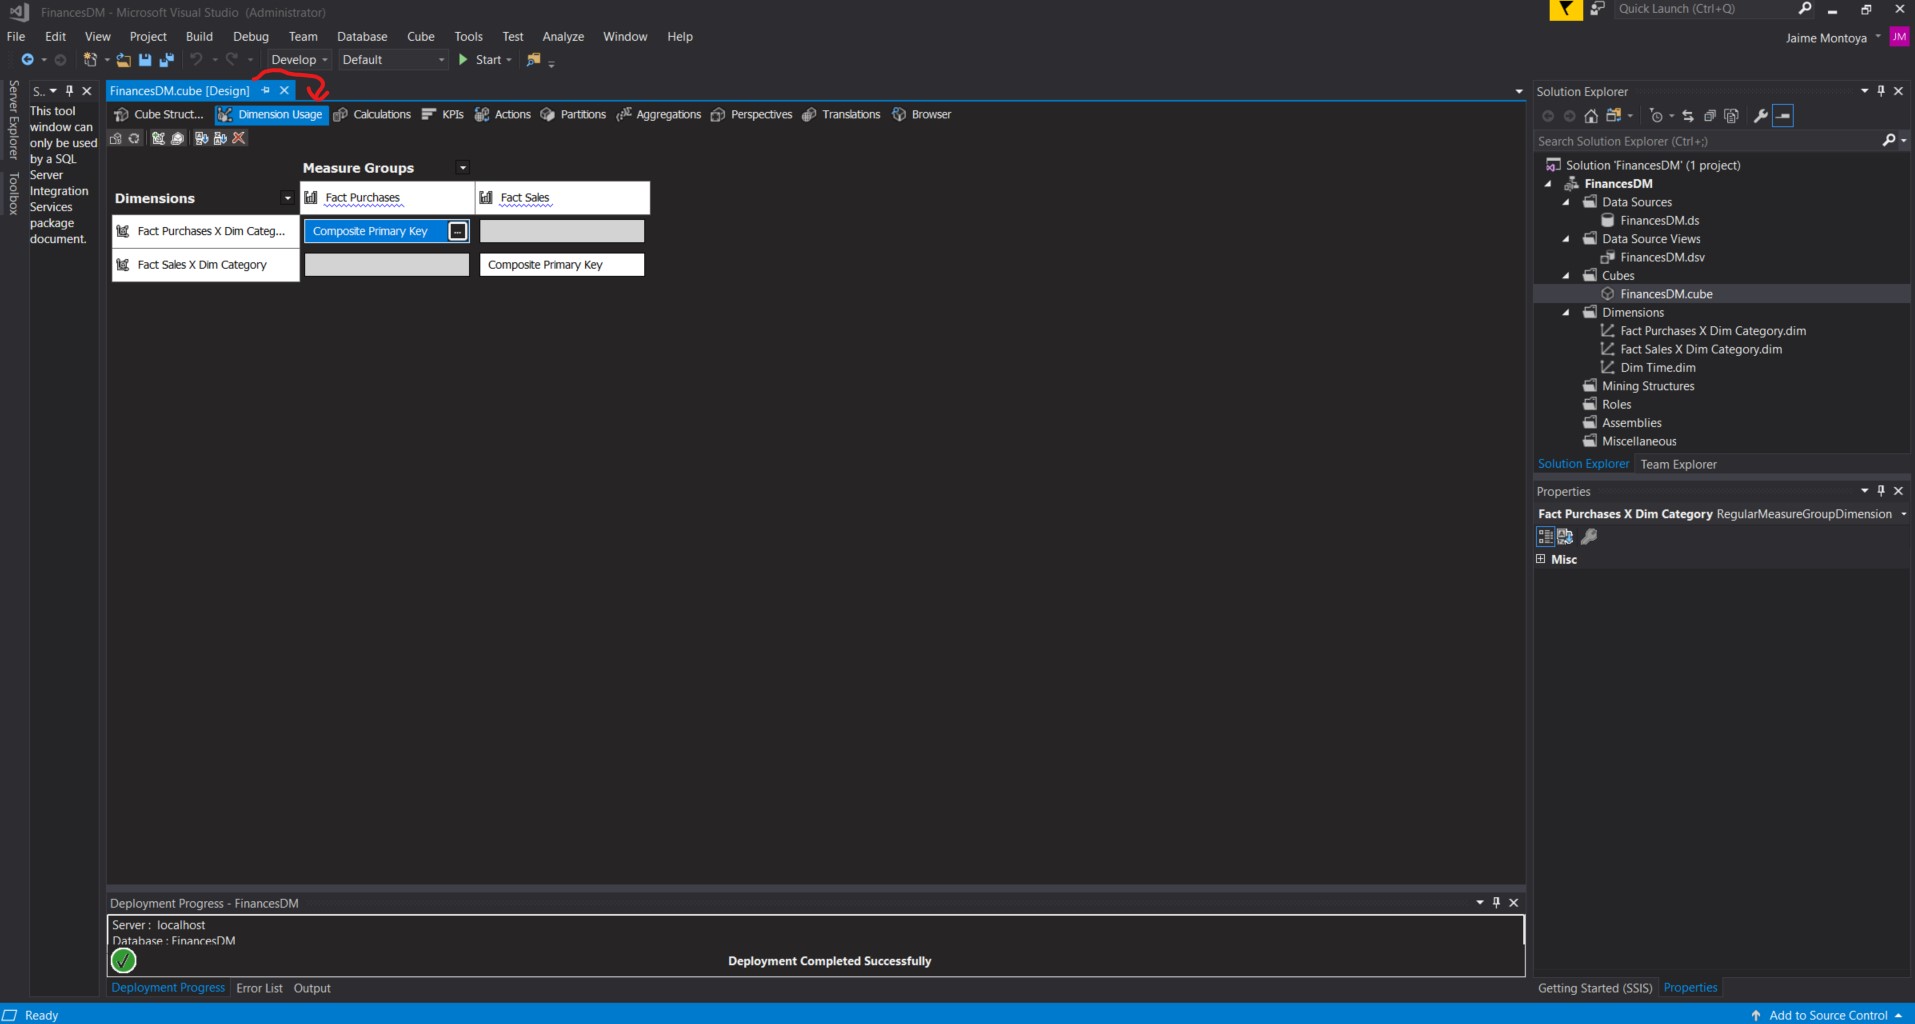 FinancesDM - Microsoft Visual Studio (Administrator)
Quick Launch (Ctrl+Q)
File Edit View Project Build Debug Team Database Cube Tools Test Analyze Window Help
Jaime Montoya JM
Develop Default Start
Server Explorer
Toolbox
S..
This tool
window can
only be used
by a SQL
Server
Integration
Services
package
document.
FinancesDM.cube [Design]
Cube Struct... Dimension Usage Calculations KPIs Actions Partitions Aggregations Perspectives Translations Browser
Measure Groups
Dimensions Fact Purchases Fact Sales
Fact Purchases X Dim Categ... Composite Primary Key ...
Fact Sales X Dim Category Composite Primary Key
Deployment Progress - FinancesDM
Server : localhost
Database : FinancesDM
Deployment Completed Successfully
Deployment Progress Error List Output
Solution Explorer
Search Solution Explorer (Ctrl+;)
Solution 'FinancesDM' (1 project)
FinancesDM
Data Sources
FinancesDM.ds
Data Source Views
FinancesDM.dsv
Cubes
FinancesDM.cube
Dimensions
Fact Purchases X Dim Category.dim
Fact Sales X Dim Category.dim
Dim Time.dim
Mining Structures
Roles
Assemblies
Miscellaneous
Solution Explorer Team Explorer
Properties
Fact Purchases X Dim Category RegularMeasureGroupDimension
Misc
Getting Started (SSIS) Properties
Ready
Add to Source Control